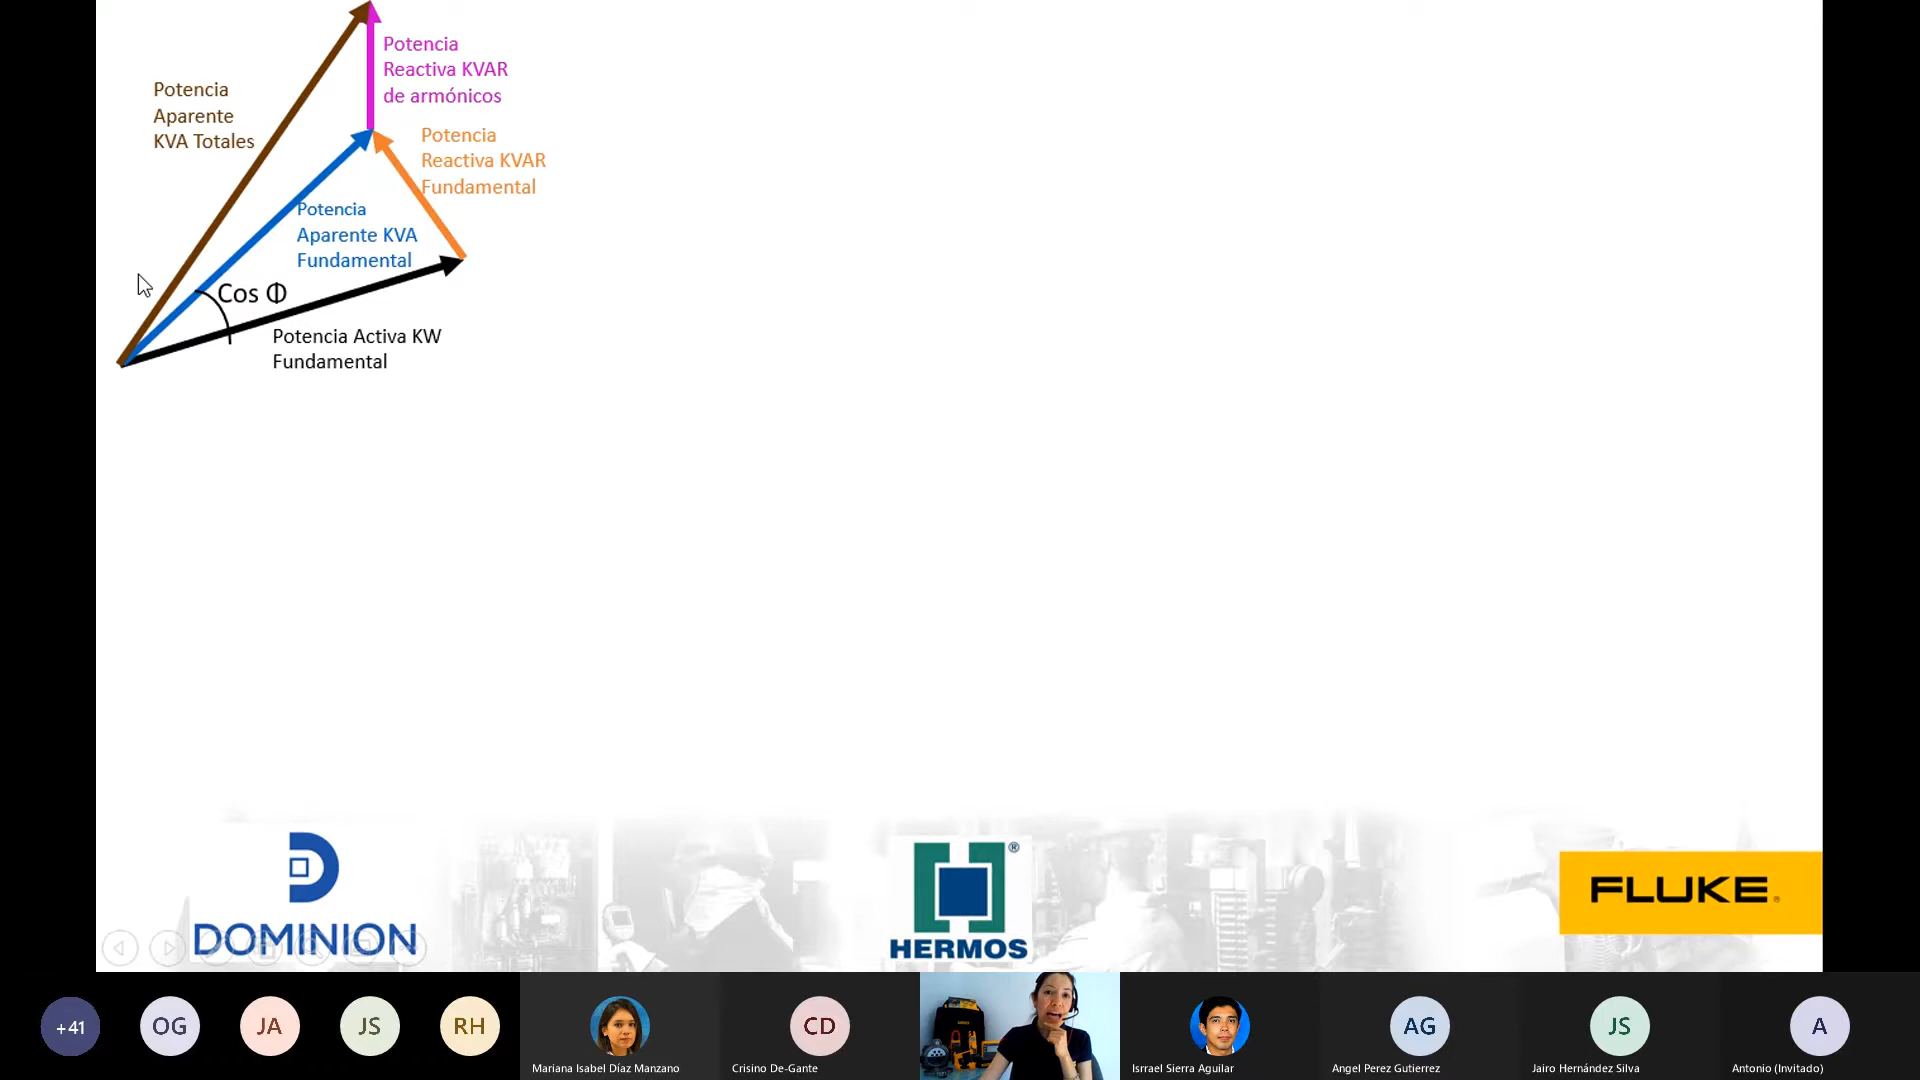 Potencia
Reactiva KVAR
de armónicos
Potencia
Aparente
KVA Totales
Potencia
Reactiva KVAR
Fundamental
Potencia
Aparente KVA
Fundamental
Cos Φ
Potencia Activa KW
Fundamental
DOMINION
HERMOS®
FLUKE®
+41
OG
JA
JS
RH
CD
AG
JS
A
Mariana Isabel Díaz Manzano
Crisino De-Gante
Isrrael Sierra Aguilar
Angel Perez Gutierrez
Jairo Hernández Silva
Antonio (Invitado)